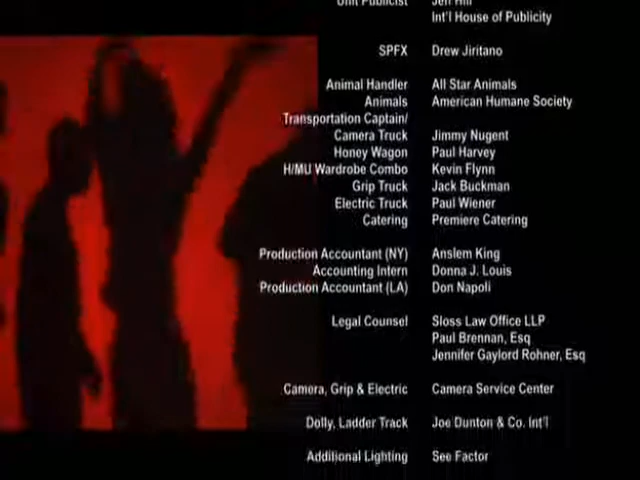 Unit Publicist Jen Hill
Int'l House of Publicity
SPFX Drew Jiritano
Animal Handler All Star Animals
Animals American Humane Society
Transportation Captain/
Camera Truck Jimmy Nugent
Honey Wagon Paul Harvey
H/MU Wardrobe Combo Kevin Flynn
Grip Truck Jack Buckman
Electric Truck Paul Wiener
Catering Premiere Catering
Production Accountant (NY) Anslem King
Accounting Intern Donna J. Louis
Production Accountant (LA) Don Napoli
Legal Counsel Sloss Law Office LLP
Paul Brennan, Esq
Jennifer Gaylord Rohner, Esq
Camera, Grip & Electric Camera Service Center
Dolly, Ladder Track Joe Dunton & Co. Int'l
Additional Lighting See Factor